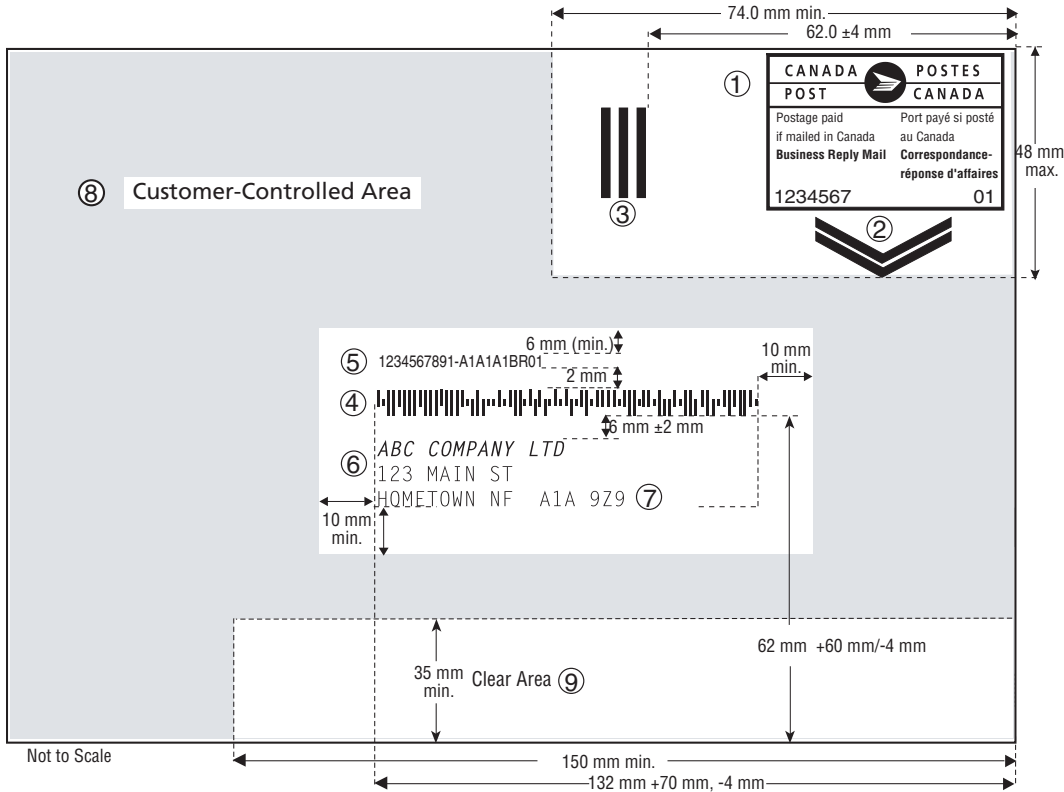 74.0 mm min.
62.0 ±4 mm
① CANADA POSTES
POST CANADA
Postage paid Port payé si posté
if mailed in Canada au Canada
Business Reply Mail Correspondance-
réponse d'affaires
1234567 01
48 mm
max.
②
③
⑧ Customer-Controlled Area
6 mm (min.)
⑤ 1234567891-A1A1A1BR01
10 mm
min.
2 mm
④
6 mm ±2 mm
⑥ ABC COMPANY LTD
123 MAIN ST
HOMETOWN NF A1A 9Z9 ⑦
10 mm
min.
62 mm +60 mm/-4 mm
35 mm
min.
Clear Area ⑨
Not to Scale
150 mm min.
132 mm +70 mm, -4 mm